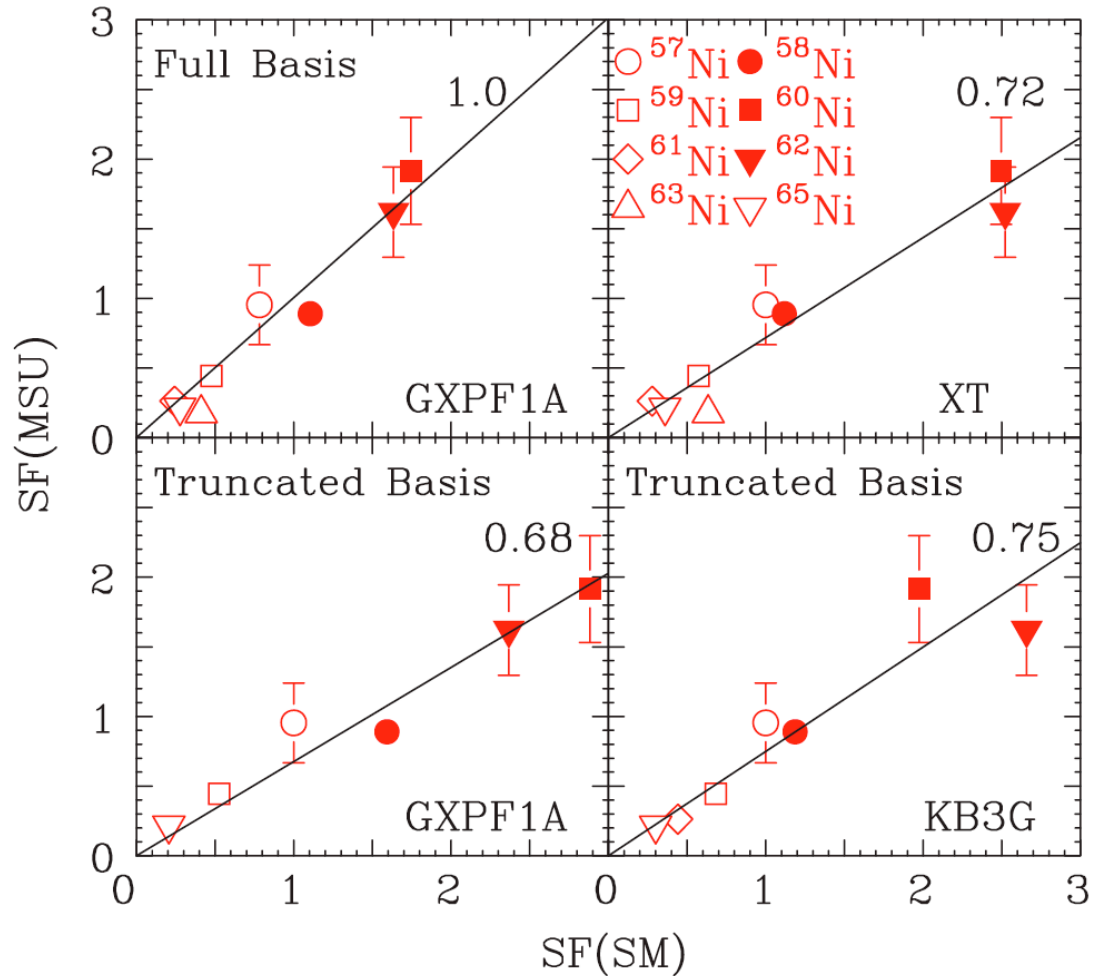 3
Full Basis
1.0
0.72
⁵⁷Ni ⁵⁸Ni
⁵⁹Ni ⁶⁰Ni
⁶¹Ni ⁶²Ni
⁶³Ni ⁶⁵Ni
2
1
0
GXPF1A
XT
SF(MSU)
Truncated Basis
Truncated Basis
0.68
0.75
2
1
0
GXPF1A
KB3G
0 1 2 0 1 2 3
SF(SM)